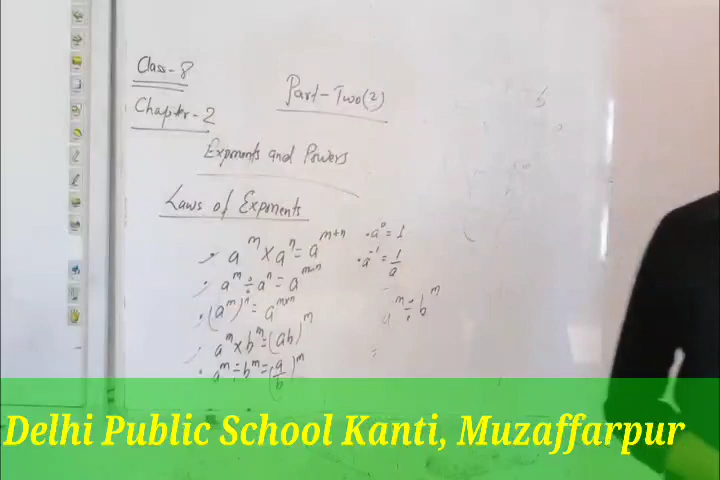 Class-8
Part-Two(2)
Chapter-2
Exponents and Powers
Laws of Exponents
a^m × a^n = a^(m+n)
a^m ÷ a^n = a^(m-n)
(a^m)^n = a^(m×n)
a^m × b^m = (ab)^m
a^m ÷ b^m = (a/b)^m
a^0 = 1
a^-1 = 1/a
a^m ÷ b^m
Delhi Public School Kanti, Muzaffarpur